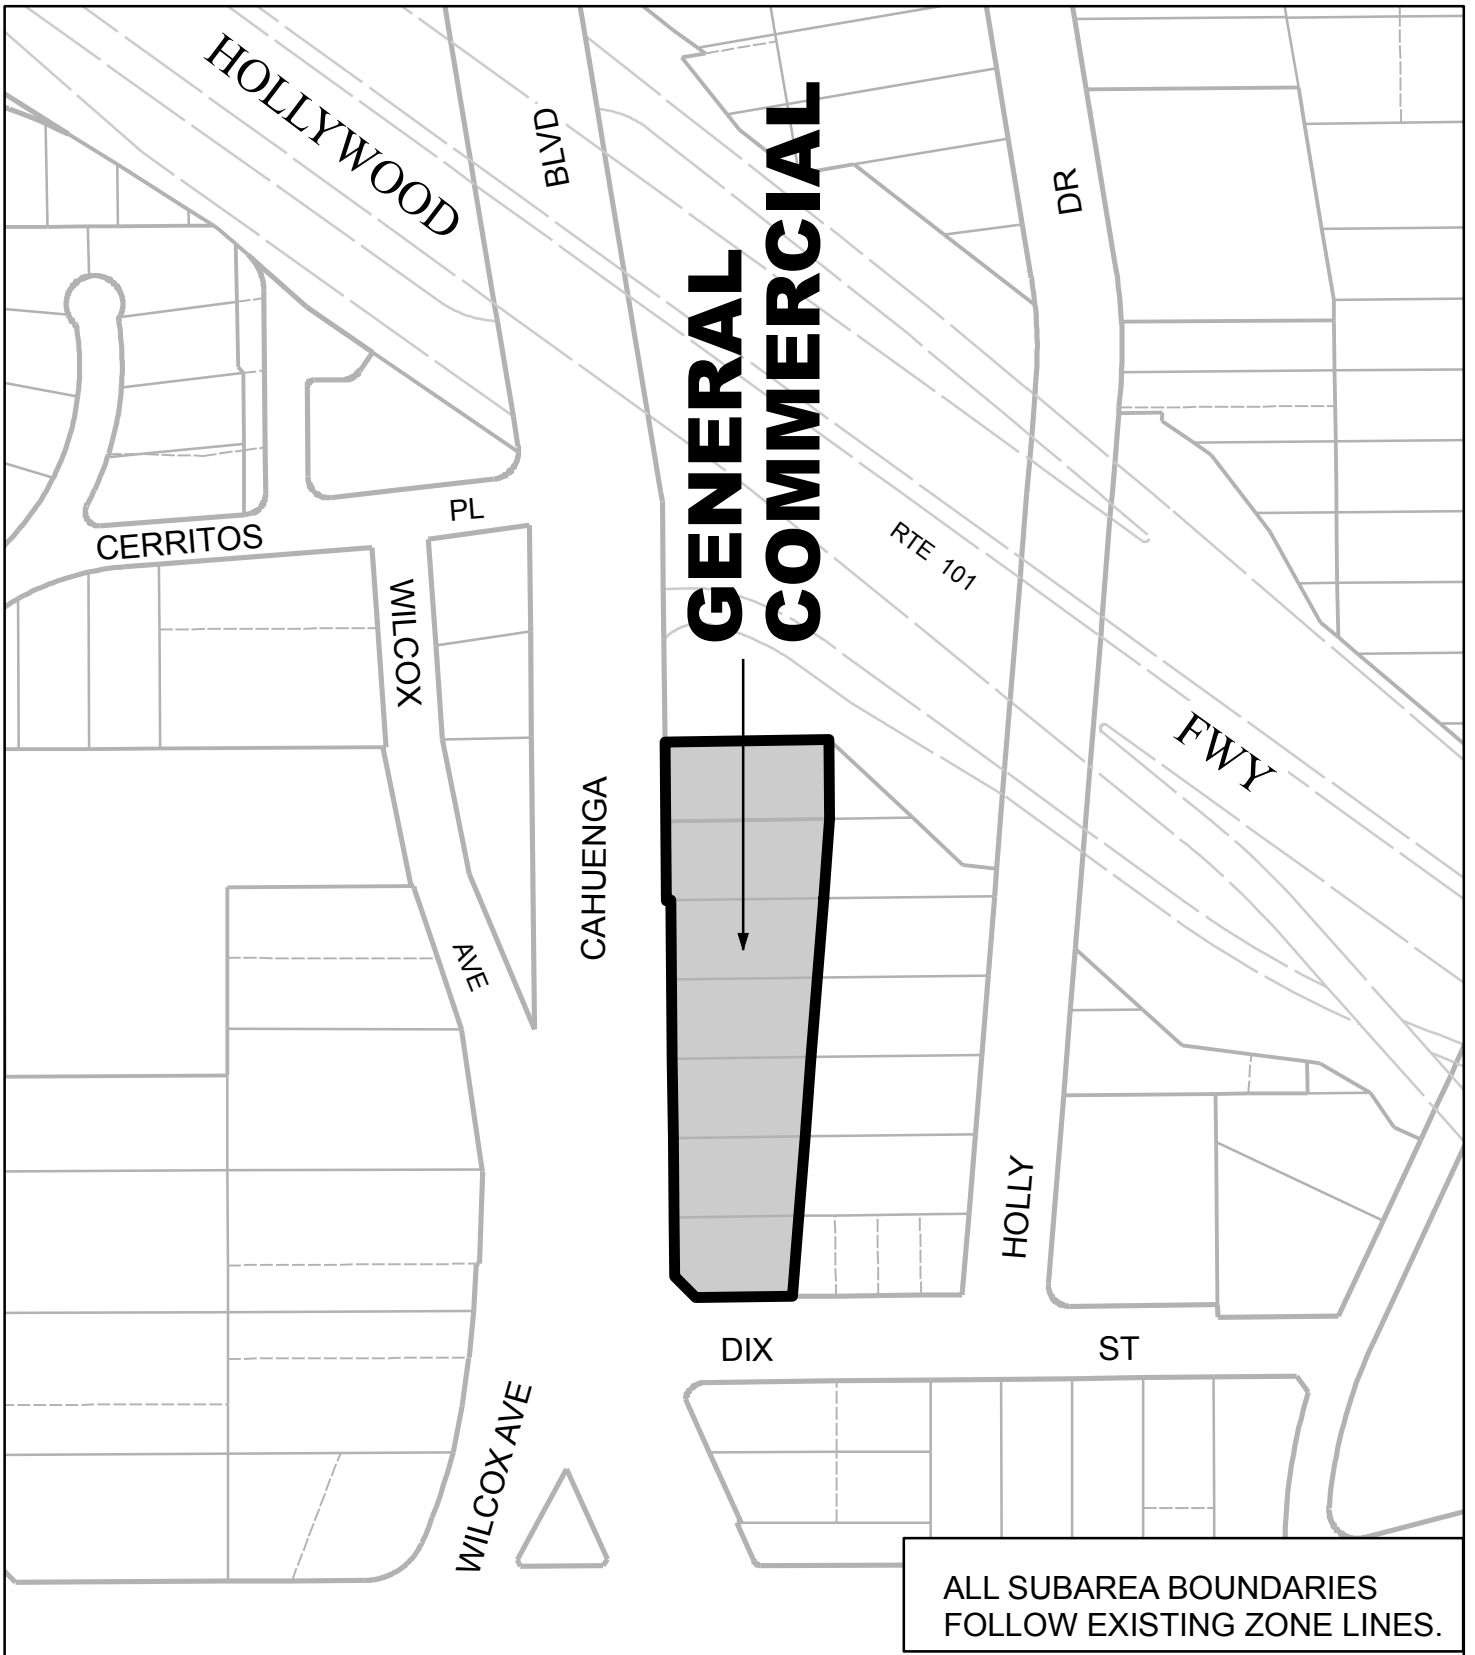 HOLLYWOOD
BLVD
DR
GENERAL
COMMERCIAL
PL
CERRITOS
RTE 101
WILCOX
FWY
CAHUENGA
AVE
HOLLY
DIX
ST
WILCOX AVE
ALL SUBAREA BOUNDARIES
FOLLOW EXISTING ZONE LINES.